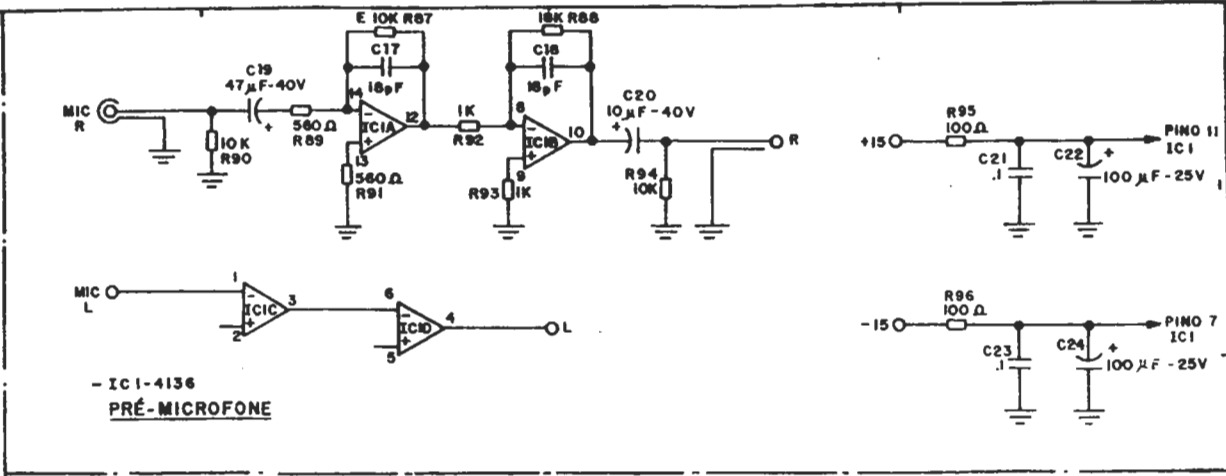 E 10K R87
C17
18pF
18K R88
C18
18pF
C19
47µF-40V
+
MIC
R
10K
R90
560Ω
R89
14
-
IC1A
+
12
13
560Ω
R91
1K
R92
8
-
IC1B
+
10
9
R93
1K
C20
10µF-40V
+
R94
10K
R
+15
R95
100Ω
C21
.1
C22
+
100µF-25V
PINO 11
IC1
MIC
L
1
-
IC1C
+
2
3
6
-
IC1D
+
5
4
L
-15
R96
100Ω
C23
.1
C24
+
100µF-25V
PINO 7
IC1
- IC1-4136
PRÉ-MICROFONE